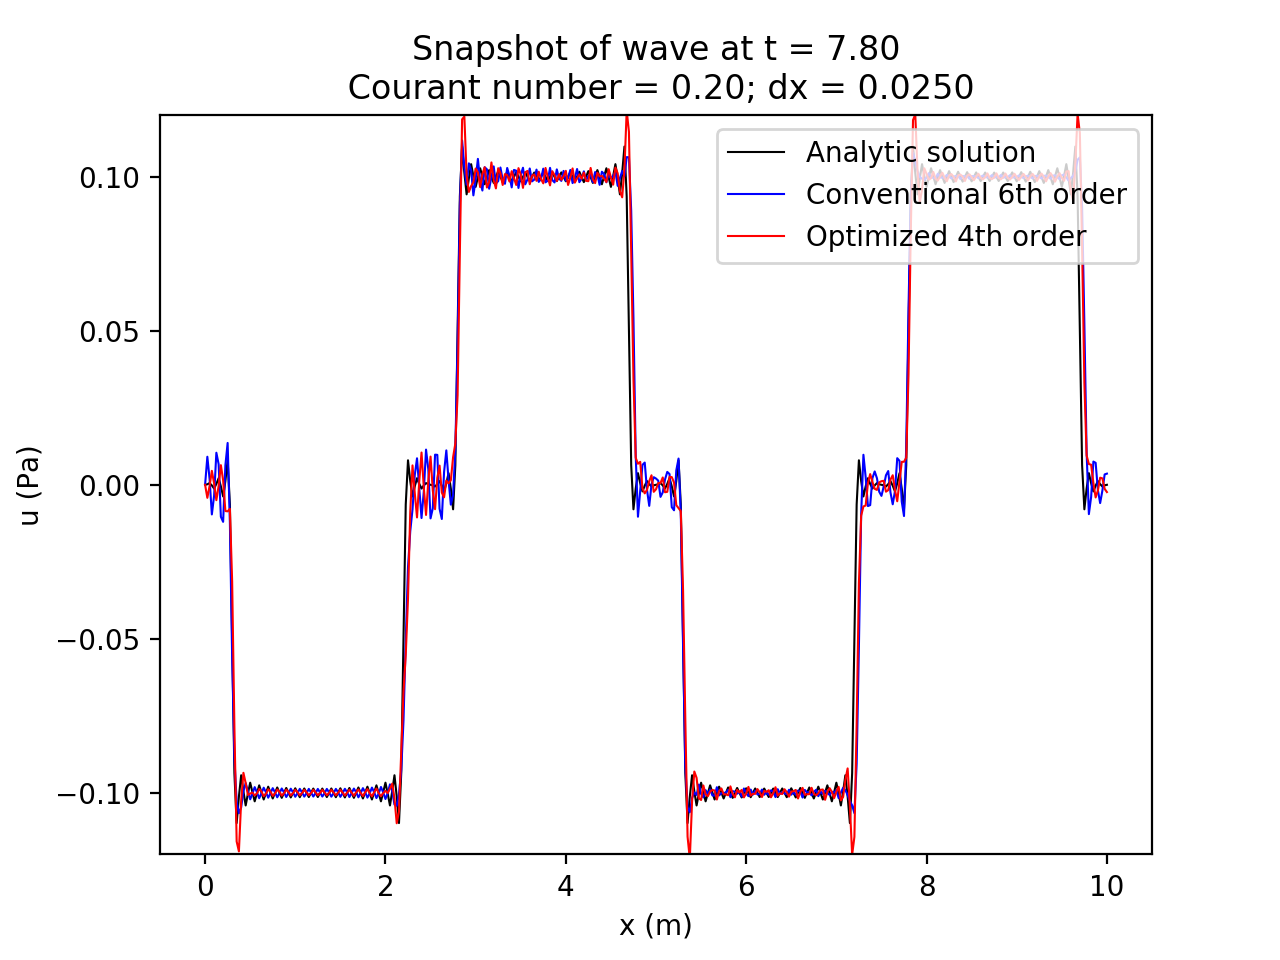 Snapshot of wave at t = 7.80
Courant number = 0.20; dx = 0.0250
Analytic solution
Conventional 6th order
Optimized 4th order
0.10
0.05
0.00
−0.05
−0.10
u (Pa)
0 2 4 6 8 10
x (m)